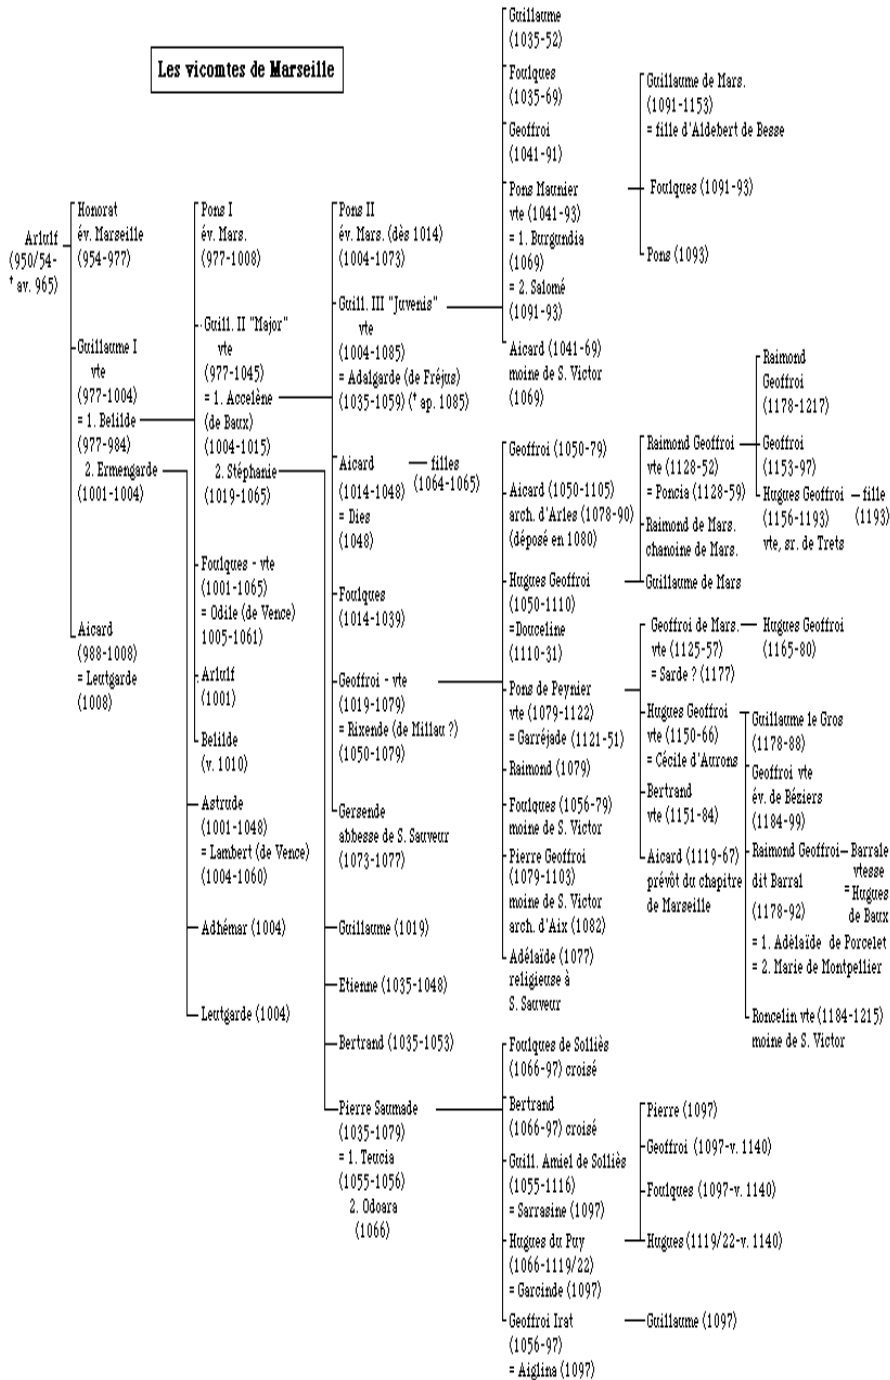 Les vicomtes de Marseille
Arlulf
(950/54-
† av. 965)
Honorat
év. Marseille
(954-977)
Guillaume I
vte
(977-1004)
= 1. Belilde
(977-984)
2. Ermengarde
(1001-1004)
Aicard
(988-1008)
= Leutgarde
(1008)
Pons I
év. Mars.
(977-1008)
Guill. II "Major"
vte
(977-1045)
= 1. Accelène
(de Baux)
(1004-1015)
2. Stéphanie
(1019-1065)
Foulques - vte
(1001-1065)
= Odile (de Vence)
1005-1061)
Arlulf
(1001)
Belilde
(v. 1010)
Astrude
(1001-1048)
= Lambert (de Vence)
(1004-1060)
Adhémar (1004)
Leutgarde (1004)
Pons II
év. Mars. (dès 1014)
(1004-1073)
Guill. III "Juvenis"
vte
(1004-1085)
= Adalgarde (de Fréjus)
(1035-1059) († ap. 1085)
Aicard
(1014-1048)
= Dies
(1048)
filles
(1064-1065)
Foulques
(1014-1039)
Geoffroi - vte
(1019-1079)
= Rixende (de Millau ?)
(1050-1079)
Gersende
abbesse de S. Sauveur
(1073-1077)
Guillaume (1019)
Etienne (1035-1048)
Bertrand (1035-1053)
Pierre Saumade
(1035-1079)
= 1. Teucia
(1055-1056)
2. Odoara
(1066)
Guillaume
(1035-52)
Foulques
(1035-69)
Geoffroi
(1041-91)
Pons Maunier
vte (1041-93)
= 1. Burgundia
(1069)
= 2. Salomé
(1091-93)
Aicard (1041-69)
moine de S. Victor
(1069)
Guillaume de Mars.
(1091-1153)
= fille d'Aldebert de Besse
Foulques (1091-93)
Pons (1093)
Geoffroi (1050-79)
Aicard (1050-1105)
arch. d'Arles (1078-90)
(déposé en 1080)
Hugues Geoffroi
(1050-1110)
=Douceline
(1110-31)
Pons de Peynier
vte (1079-1122)
= Garréjade (1121-51)
Raimond (1079)
Foulques (1056-79)
moine de S. Victor
Pierre Geoffroi
(1079-1103)
moine de S. Victor
arch. d'Aix (1082)
Adélaïde (1077)
religieuse à
S. Sauveur
Raimond Geoffroi
vte (1128-52)
= Poncia (1128-59)
Raimond de Mars.
chanoine de Mars.
Guillaume de Mars
Raimond
Geoffroi
(1178-1217)
Geoffroi
(1153-97)
Hugues Geoffroi
(1156-1193)
vte, sr. de Trets
fille
(1193)
Geoffroi de Mars.
vte (1125-57)
= Sarde ? (1177)
Hugues Geoffroi
(1165-80)
Hugues Geoffroi
vte (1150-66)
= Cécile d'Aurons
Bertrand
vte (1151-84)
Aicard (1119-67)
prévôt du chapitre
de Marseille
Guillaume le Gros
(1178-88)
Geoffroi vte
év. de Béziers
(1184-99)
Raimond Geoffroi
dit Barral
(1178-92)
= 1. Adélaïde de Porcelet
= 2. Marie de Montpellier
Barrale
vtesse
= Hugues
de Baux
Roncelin vte (1184-1215)
moine de S. Victor
Foulques de Solliès
(1066-97) croisé
Bertrand
(1066-97) croisé
Guill. Amiel de Solliès
(1055-1116)
= Sarrasine (1097)
Hugues du Puy
(1066-1119/22)
= Garcinde (1097)
Geoffroi Irat
(1056-97)
= Aiglina (1097)
Pierre (1097)
Geoffroi (1097-v. 1140)
Foulques (1097-v. 1140)
Hugues (1119/22-v. 1140)
Guillaume (1097)